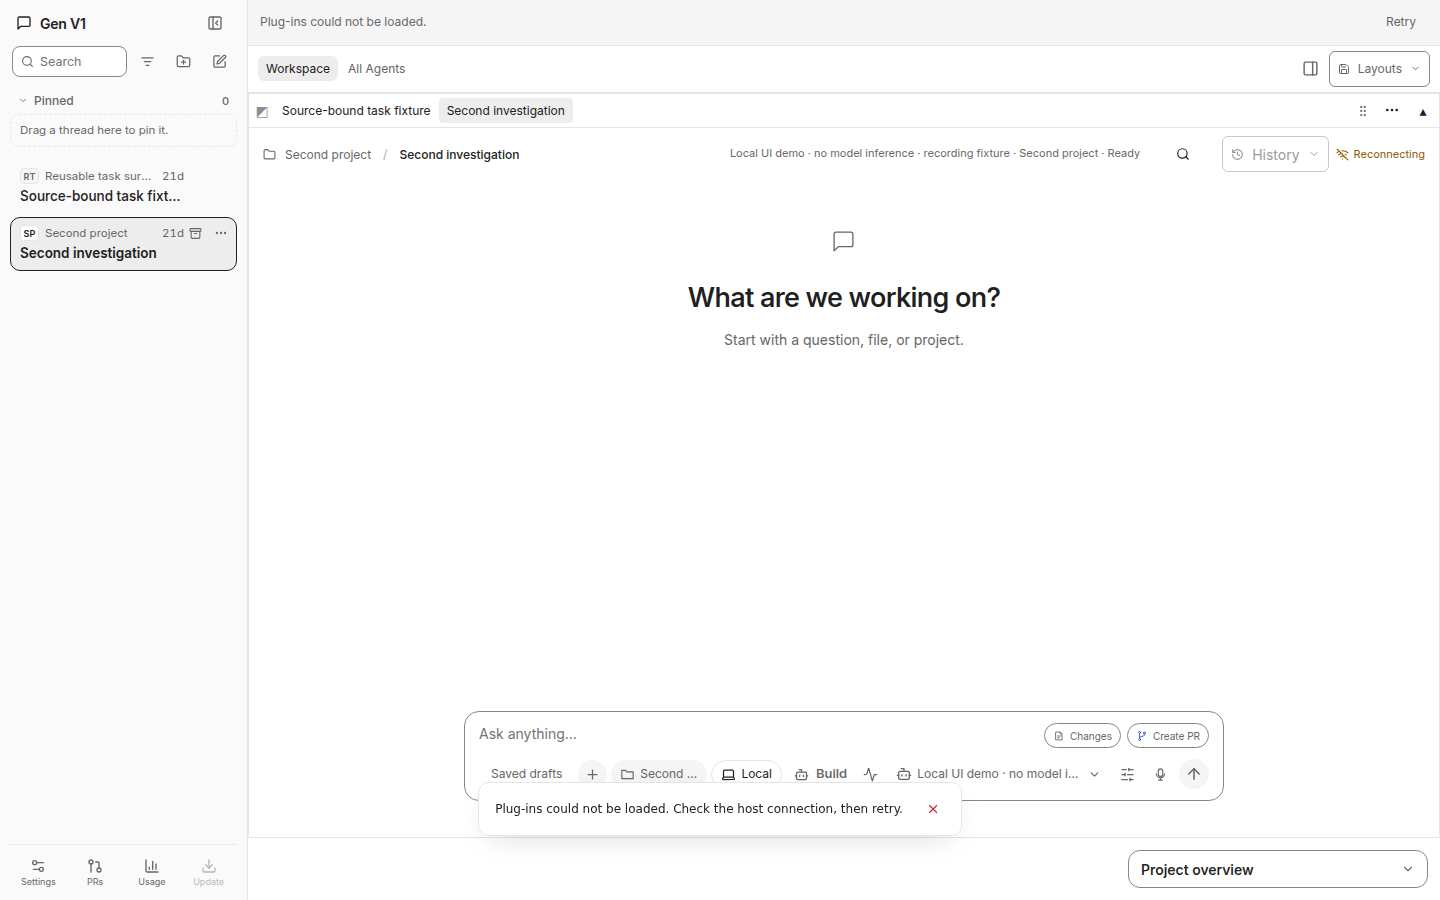 Gen V1
Search
Pinned 0
Drag a thread here to pin it.
RT Reusable task sur... 21d
Source-bound task fixt...
SP Second project 21d
Second investigation
Settings PRs Usage Update
Plug-ins could not be loaded. Retry
Workspace All Agents Layouts
Source-bound task fixture Second investigation
Second project / Second investigation Local UI demo · no model inference · recording fixture · Second project · Ready History Reconnecting
What are we working on?
Start with a question, file, or project.
Ask anything... Changes Create PR
Saved drafts Second ... Local Build Local UI demo · no model i...
Plug-ins could not be loaded. Check the host connection, then retry.
Project overview